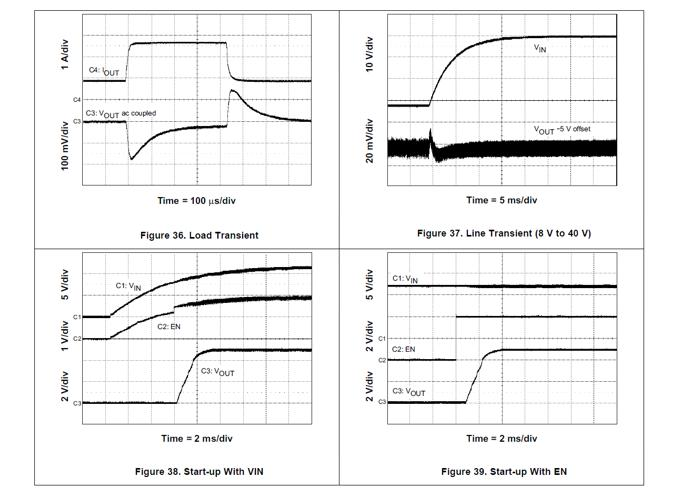 1 A/div
100 mV/div
C4: IOUT
C4
C3: VOUT ac coupled
C3
Time = 100 μs/div
Figure 36. Load Transient
10 V/div
20 mV/div
VIN
VOUT -5 V offset
Time = 5 ms/div
Figure 37. Line Transient (8 V to 40 V)
5 V/div
1 V/div
2 V/div
C1: VIN
C1
C2: EN
C2
C3: VOUT
C3
Time = 2 ms/div
Figure 38. Start-up With VIN
5 V/div
2 V/div
2 V/div
C1: VIN
C1
C2: EN
C2
C3: VOUT
C3
Time = 2 ms/div
Figure 39. Start-up With EN